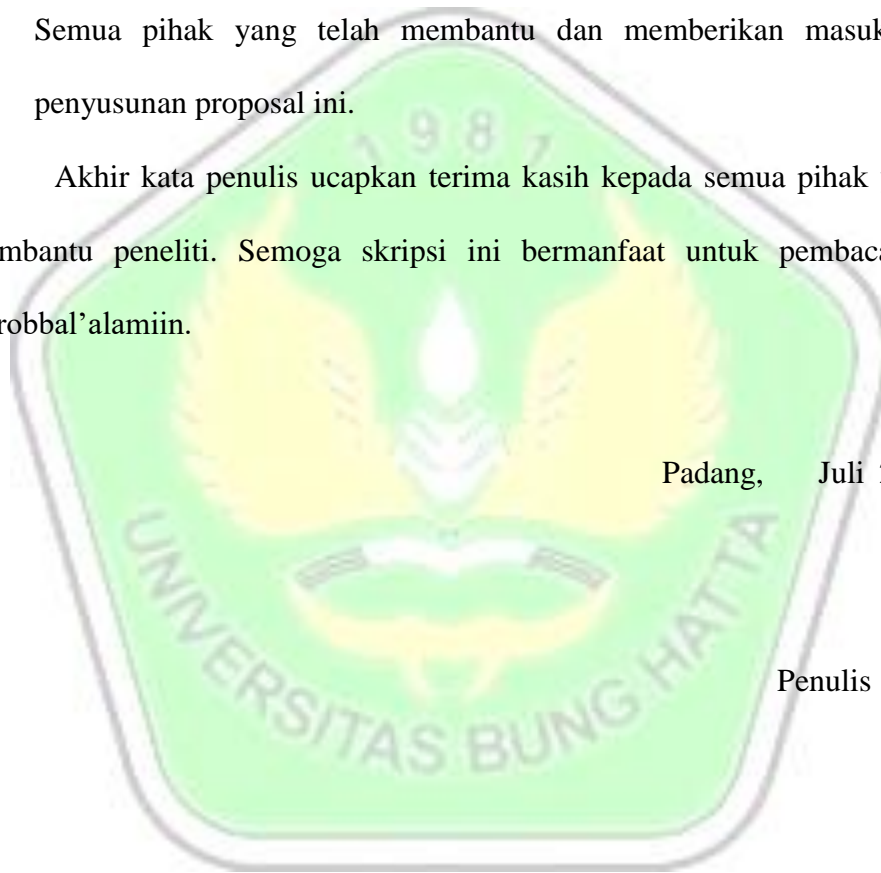 Semua pihak yang telah membantu dan memberikan masuk
penyusunan proposal ini.
1981
Akhir kata penulis ucapkan terima kasih kepada semua pihak
mbantu peneliti. Semoga skripsi ini bermanfaat untuk pembaca
robbal’alamiin.
Padang, Juli
Penulis
UNIVERSITAS BUNG HATTA